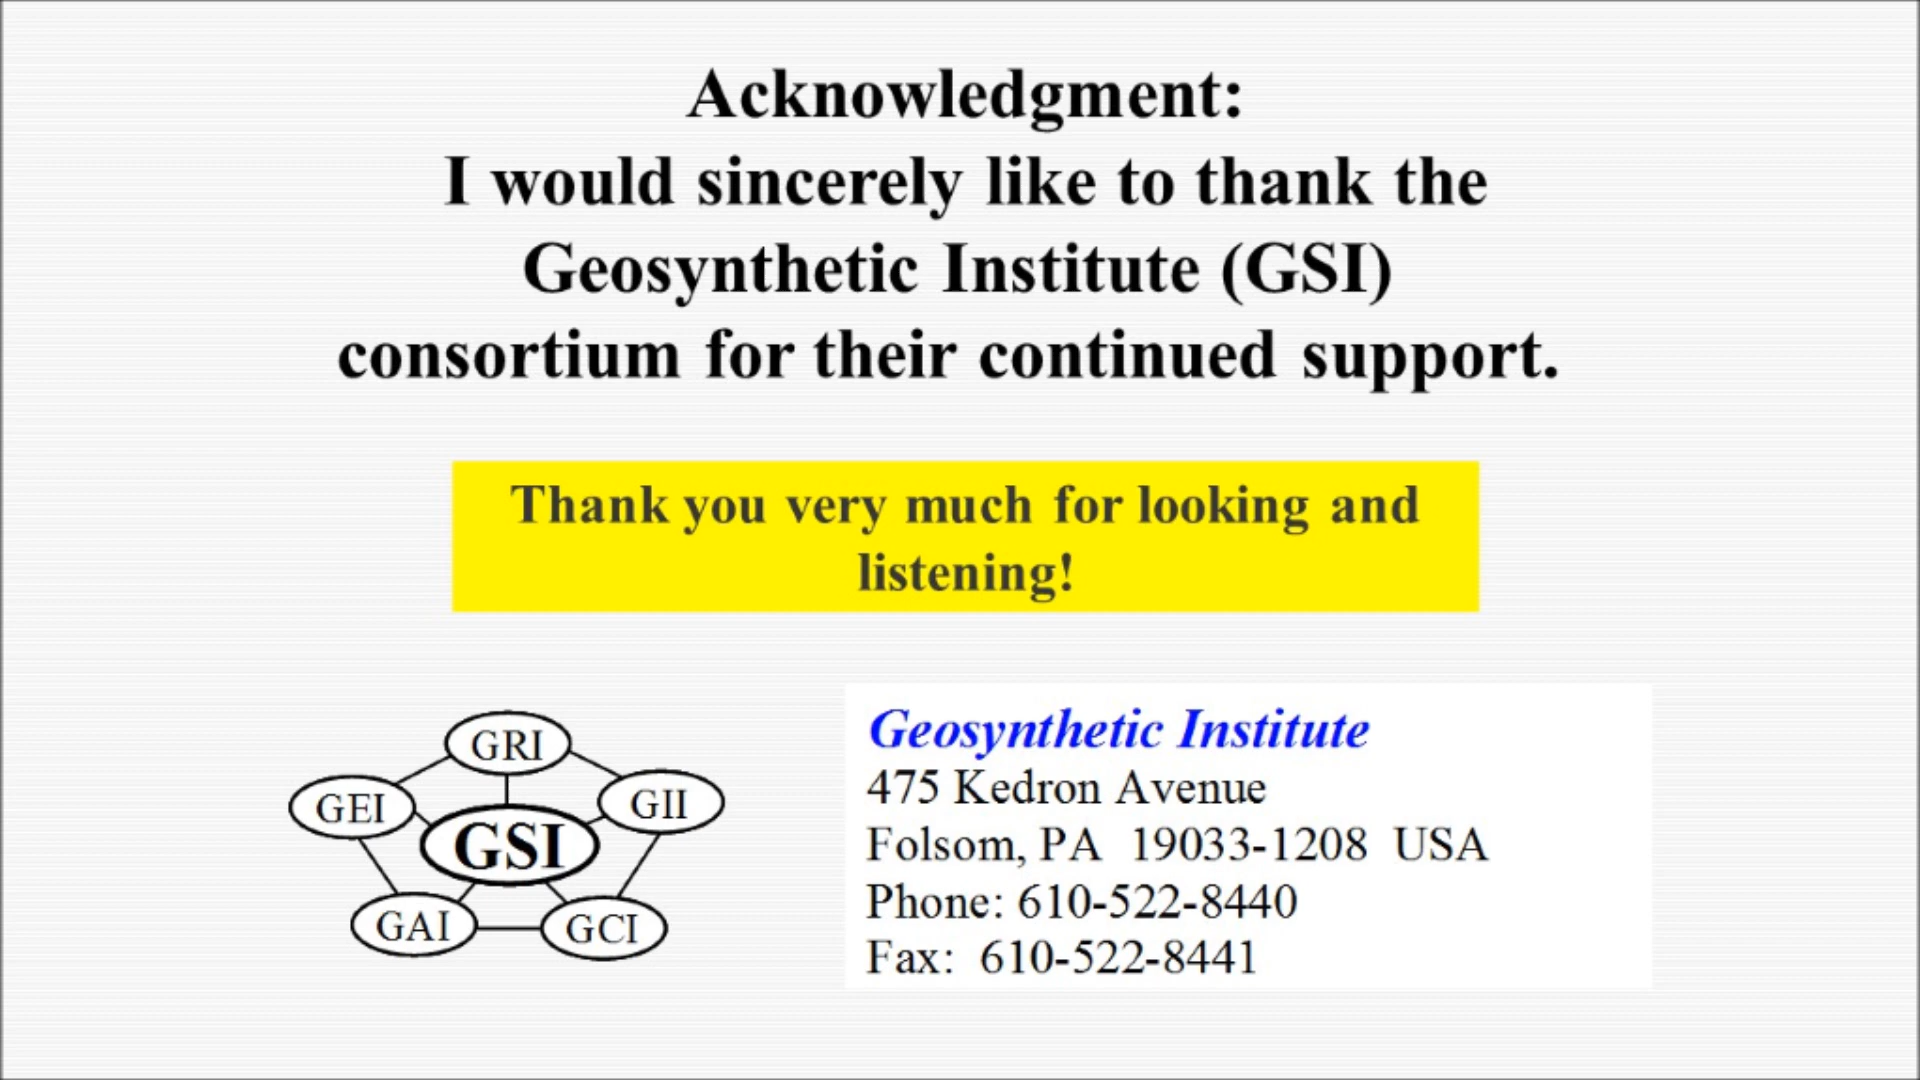 Acknowledgment:
I would sincerely like to thank the
Geosynthetic Institute (GSI)
consortium for their continued support.
Thank you very much for looking and
listening!
GRI
GEI
GII
GSI
GAI
GCI
Geosynthetic Institute
475 Kedron Avenue
Folsom, PA 19033-1208 USA
Phone: 610-522-8440
Fax: 610-522-8441